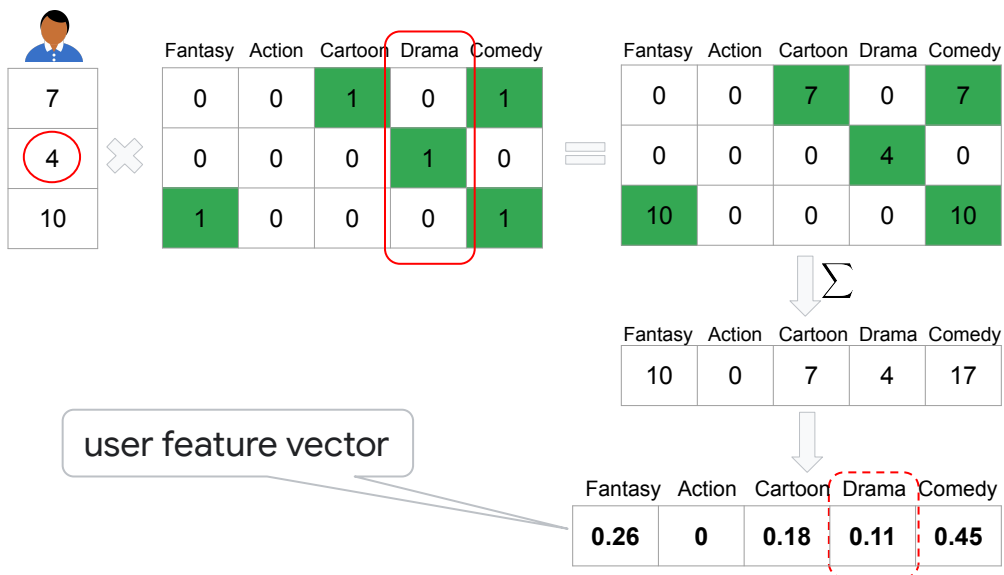 Fantasy Action Cartoon Drama Comedy
7
4
10
0 0 1 0 1
0 0 0 1 0
1 0 0 0 1
Fantasy Action Cartoon Drama Comedy
0 0 7 0 7
0 0 0 4 0
10 0 0 0 10
∑
Fantasy Action Cartoon Drama Comedy
10 0 7 4 17
user feature vector
Fantasy Action Cartoon Drama Comedy
0.26 0 0.18 0.11 0.45